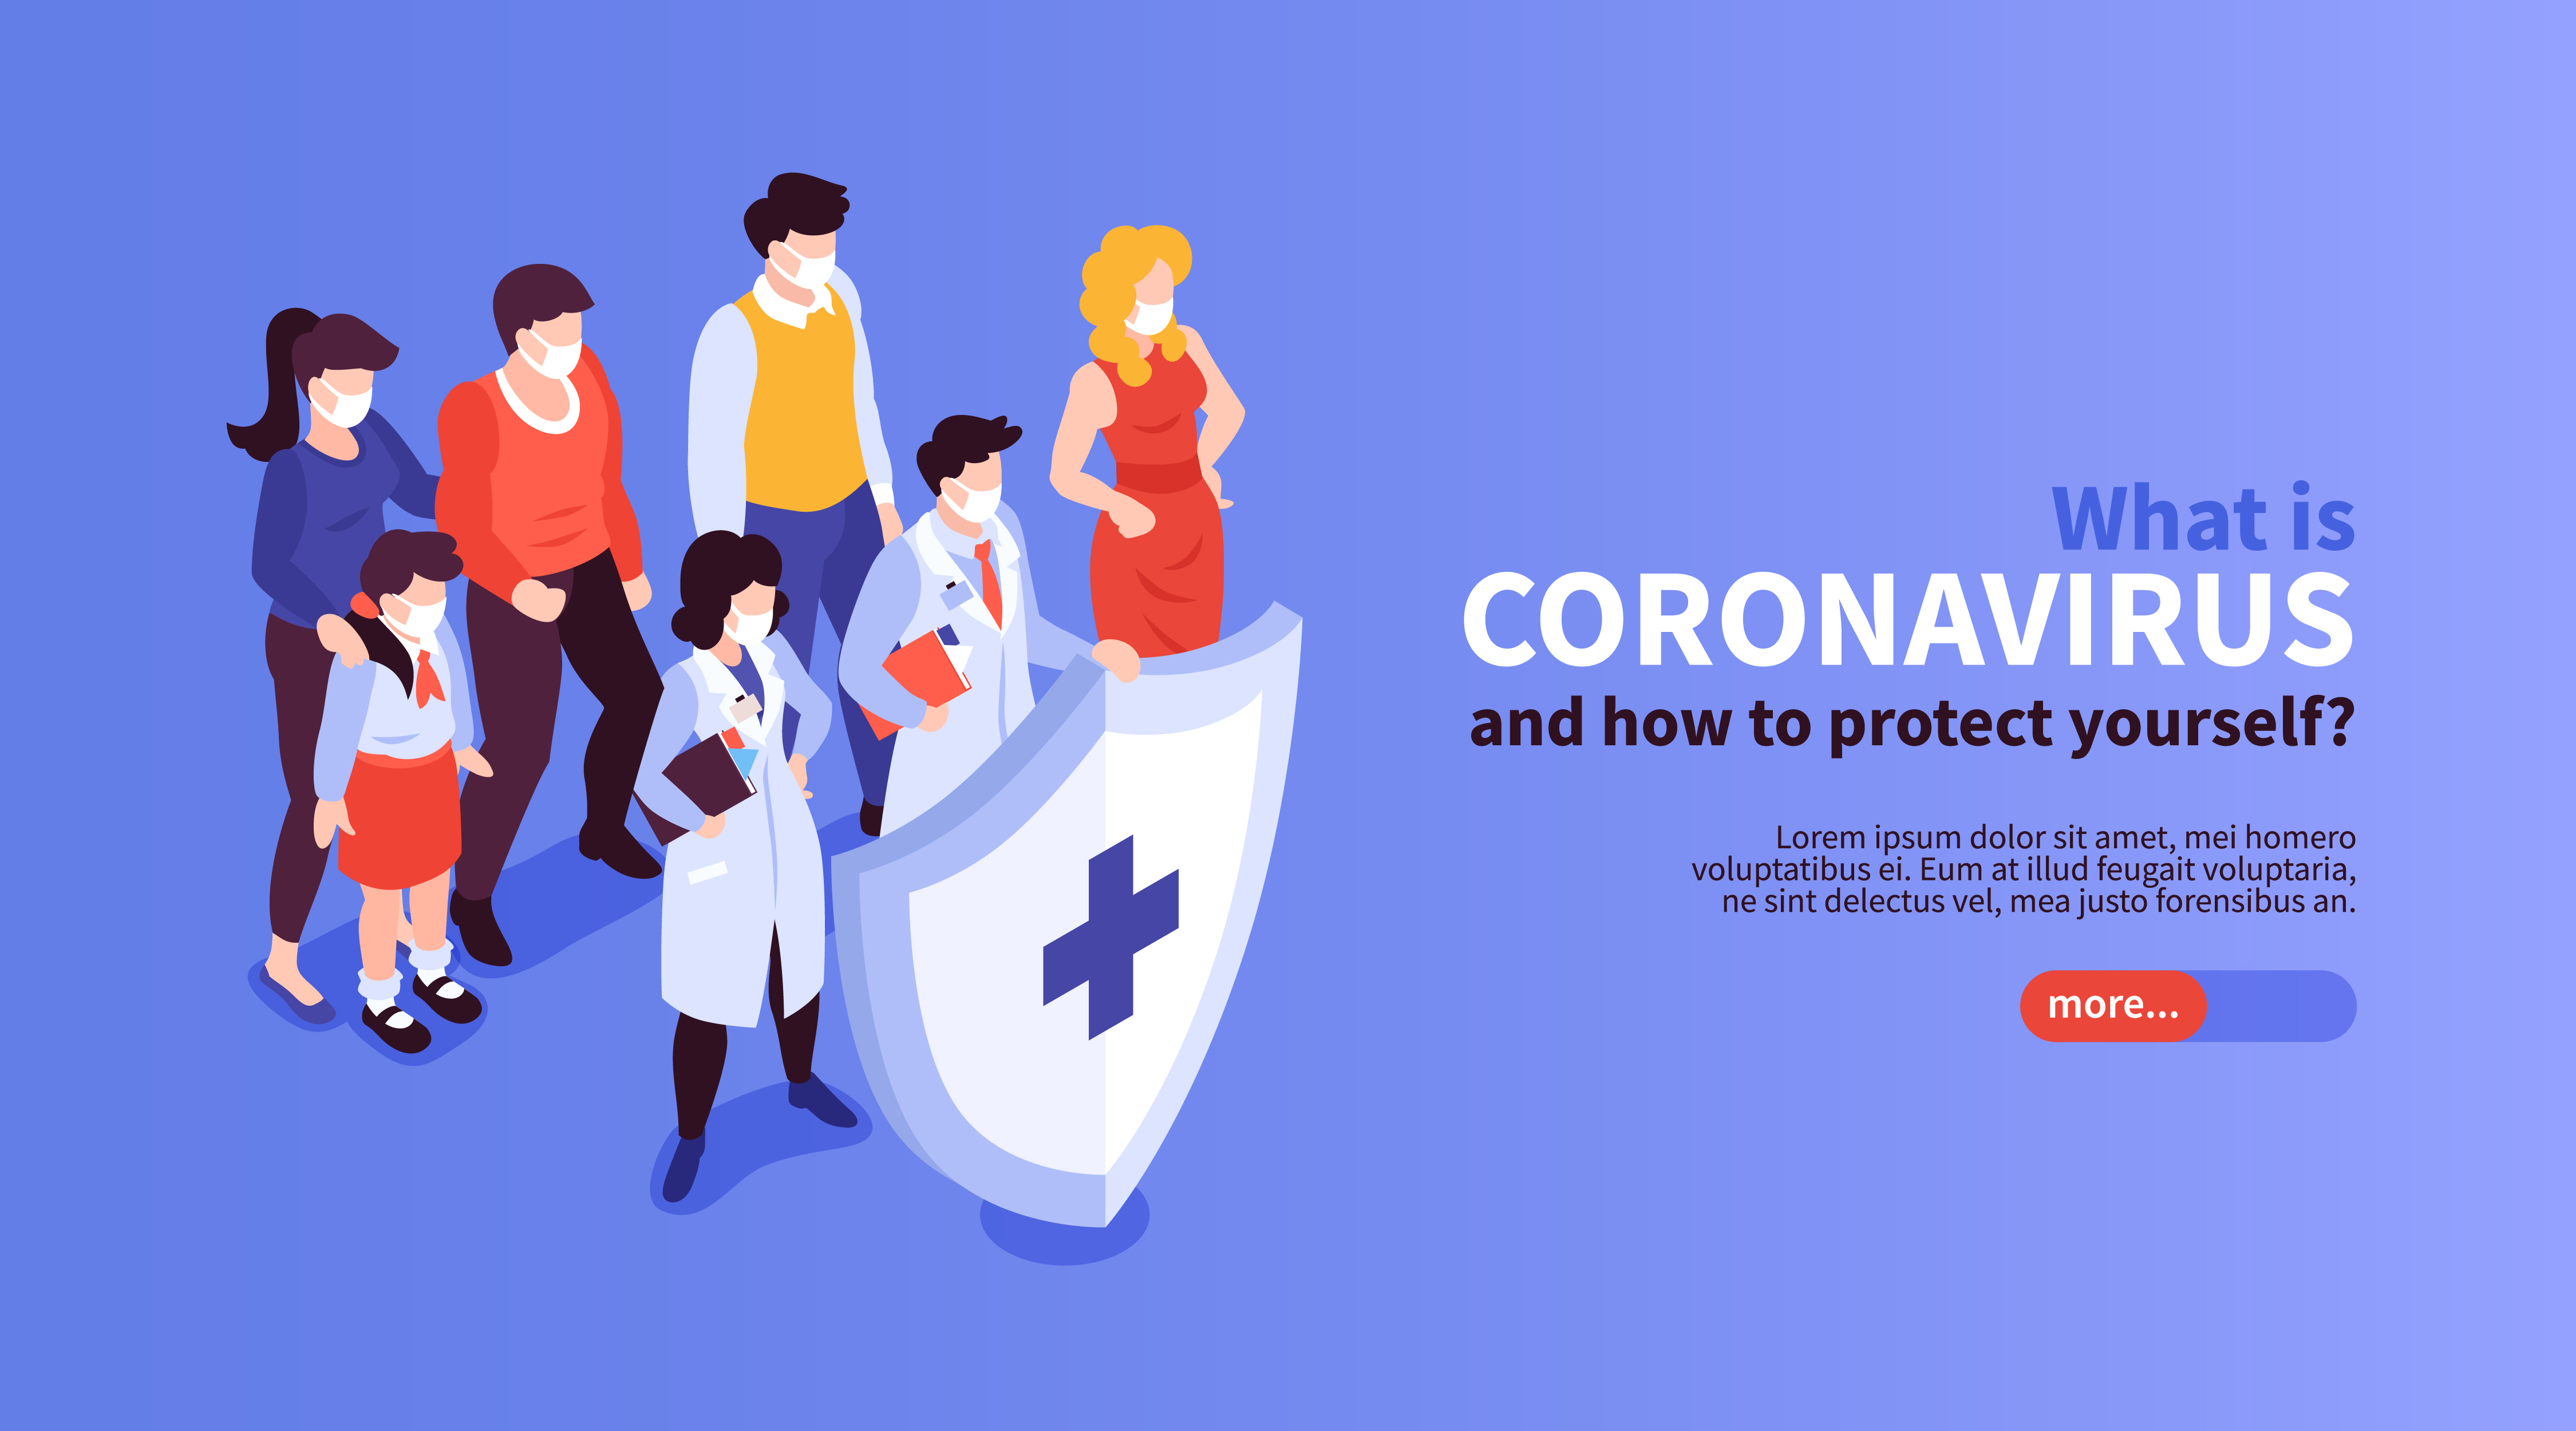 What is
CORONAVIRUS
and how to protect yourself?
Lorem ipsum dolor sit amet, mei homero
voluptatibus ei. Eum at illud feugait voluptaria,
ne sint delectus vel, mea justo forensibus an.
more...